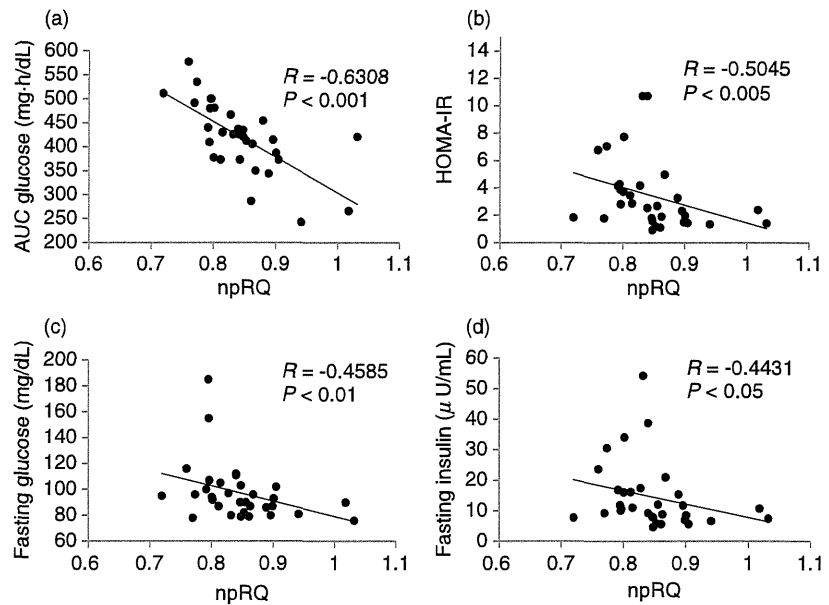 (a)
AUC glucose (mg·h/dL)
600
550
500
450
400
350
300
250
200
R = -0.6308
P < 0.001
0.6 0.7 0.8 0.9 1 1.1
npRQ
(b)
HOMA-IR
14
12
10
8
6
4
2
0
R = -0.5045
P < 0.005
0.6 0.7 0.8 0.9 1 1.1
npRQ
(c)
Fasting glucose (mg/dL)
200
180
160
140
120
100
80
60
R = -0.4585
P < 0.01
0.6 0.7 0.8 0.9 1 1.1
npRQ
(d)
Fasting insulin (μ U/mL)
60
50
40
30
20
10
0
R = -0.4431
P < 0.05
0.6 0.7 0.8 0.9 1 1.1
npRQ